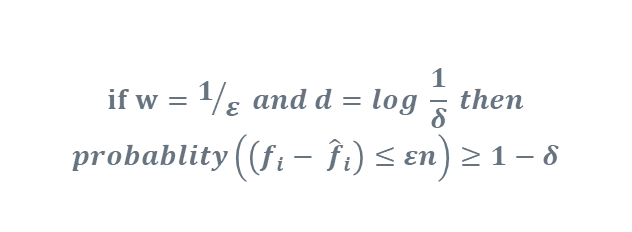 if w = 1/ε and d = log 1/δ then
probablity((fᵢ − f̂ᵢ) ≤ εn) ≥ 1 − δ